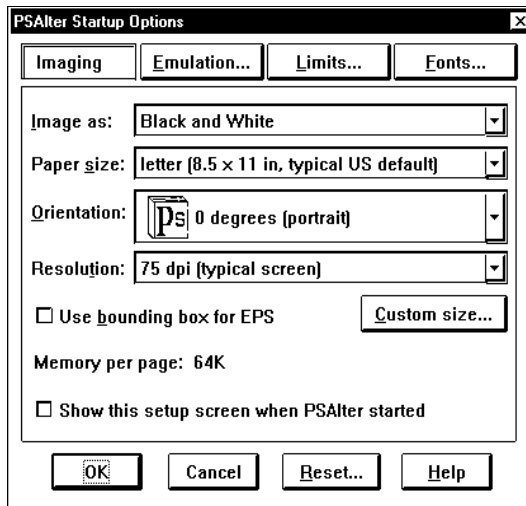 PSAlter Startup Options
Imaging Emulation... Limits... Fonts...
Image as: Black and White
Paper size: letter (8.5 × 11 in, typical US default)
Orientation: Ps 0 degrees (portrait)
Resolution: 75 dpi (typical screen)
Use bounding box for EPS Custom size...
Memory per page: 64K
Show this setup screen when PSAlter started
OK Cancel Reset... Help